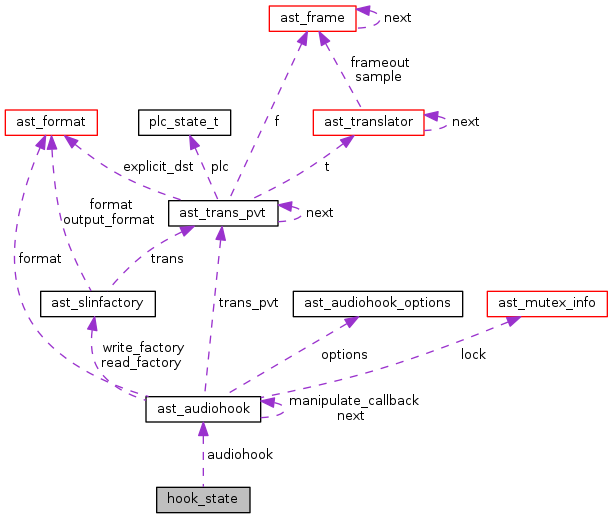 ast_frame
next
frameout
sample
ast_format
plc_state_t
f
ast_translator
next
explicit_dst
plc
t
format
output_format
ast_trans_pvt
next
format
trans
ast_slinfactory
trans_pvt
ast_audiohook_options
ast_mutex_info
write_factory
read_factory
options
lock
ast_audiohook
manipulate_callback
next
audiohook
hook_state